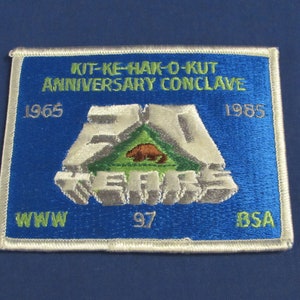 KIT-KE-HAK-O-KUT
ANNIVERSARY CONCLAVE
1965 1985
20
YEARS
WWW 97 BSA